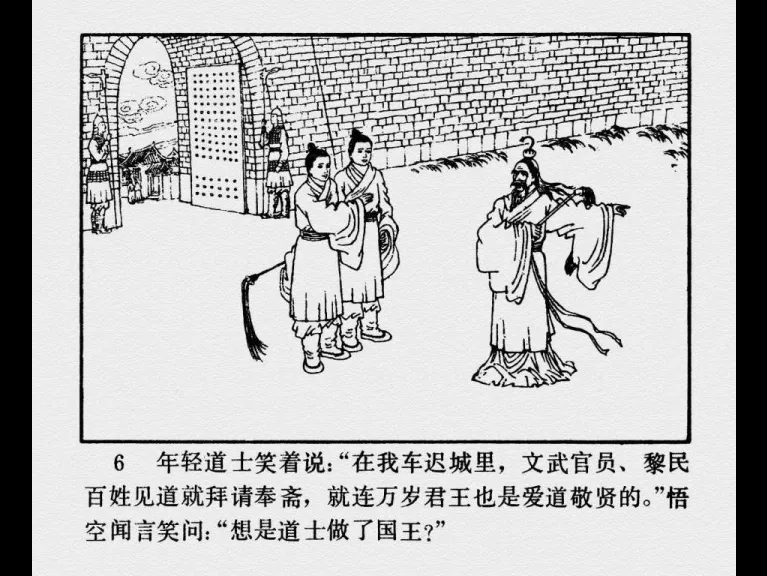 6 年轻道士笑着说:“在我车迟城里，文武官员、黎民
百姓见道就拜请奉斋，就连万岁君王也是爱道敬贤的。”悟
空闻言笑问:“想是道士做了国王?”